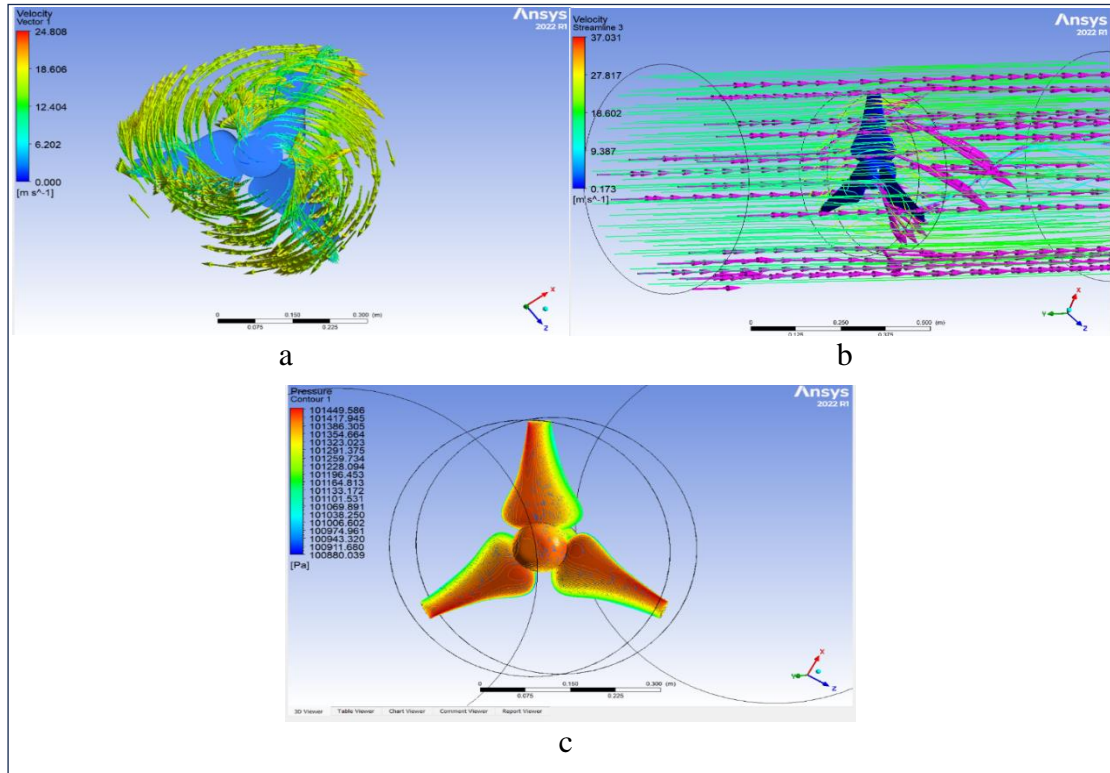 Velocity
Vector 1
24.808
18.606
12.404
6.202
0.000
[m s^-1]
Ansys
2022 R1
X
Z
0 0.150 0.300 (m)
0.075 0.225
a
Velocity
Streamline 3
37.031
27.817
18.602
9.387
0.173
[m s^-1]
Ansys
2022 R1
X
Y
Z
0 0.250 0.500 (m)
0.125 0.375
b
Pressure
Contour 1
101449.586
101417.945
101386.305
101354.664
101323.023
101291.375
101259.734
101228.094
101196.453
101164.813
101133.172
101101.531
101069.891
101038.250
101006.602
100974.961
100943.320
100911.680
100880.039
[Pa]
Ansys
2022 R1
X
Y
Z
0 0.150 0.300 (m)
0.075 0.225
3D Viewer Table Viewer Chart Viewer Comment Viewer Report Viewer
c